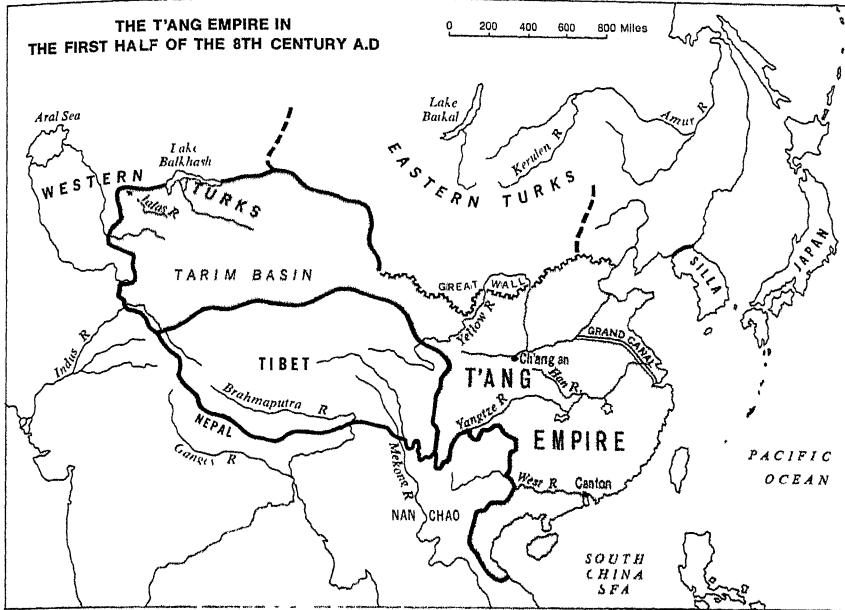 THE T'ANG EMPIRE IN
THE FIRST HALF OF THE 8TH CENTURY A.D
0 200 400 600 800 Miles
Aral Sea
Lake
Balkhash
Lake
Baikal
Amur R
Kerulen R
WESTERN TURKS
EASTERN TURKS
Talas R
TARIM BASIN
GREAT WALL
Yellow R
SILLA
JAPAN
Indus R
TIBET
Ch'ang an
GRAND CANAL
T'ANG
Han R
Brahmaputra R
NEPAL
Yangtze R
EMPIRE
Ganges R
Mekong R
West R
Canton
PACIFIC
OCEAN
NAN CHAO
SOUTH
CHINA
SEA